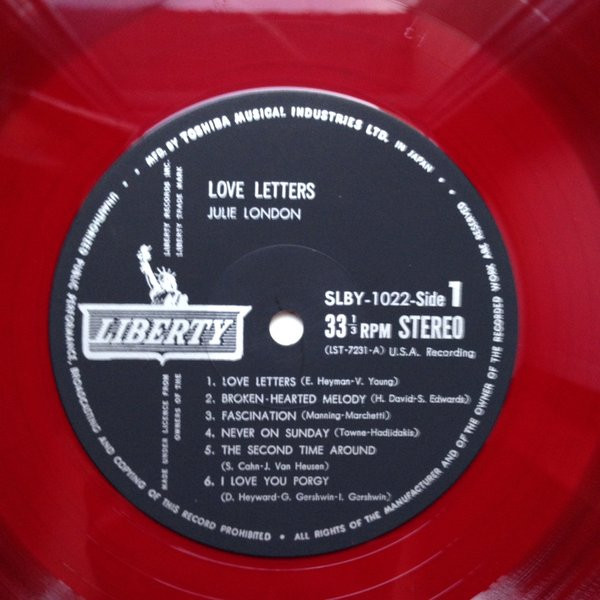 MFD. BY TOSHIBA MUSICAL INDUSTRIES LTD. IN JAPAN
LOVE LETTERS
JULIE LONDON
LIBERTY RECORDS INC.
LIBERTY TRADE MARK
LIBERTY
MADE UNDER LICENCE FROM
OWNERS OF THE
SLBY-1022-Side 1
33 1/3 RPM STEREO
(LST-7231-A) U.S.A. Recording
1. LOVE LETTERS (E. Heyman-V. Young)
2. BROKEN-HEARTED MELODY (H. David-S. Edwards)
3. FASCINATION (Manning-Marchetti)
4. NEVER ON SUNDAY (Towne-Hadjidakis)
5. THE SECOND TIME AROUND
(S. Cahn-J. Van Heusen)
6. I LOVE YOU PORGY
(D. Heyward-G. Gershwin-I. Gershwin)
ALL RIGHTS OF THE MANUFACTURER AND OF THE OWNER OF THE RECORDED WORK ARE RESERVED
UNAUTHORIZED PUBLIC PERFORMANCE, BROADCASTING AND COPYING OF THIS RECORD PROHIBITED